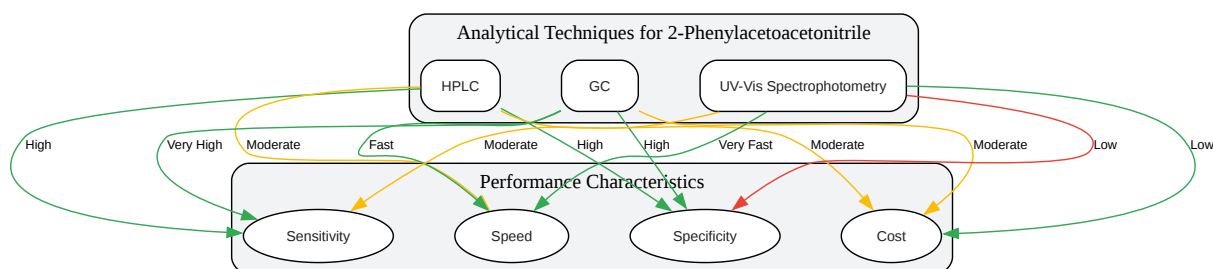 Analytical Techniques for 2-Phenylacetoacetonitrile
HPLC
GC
UV-Vis Spectrophotometry
High
Very High
Moderate
Fast
Moderate
High
High
Very Fast
Moderate
Moderate
Low
Low
Performance Characteristics
Sensitivity
Speed
Specificity
Cost